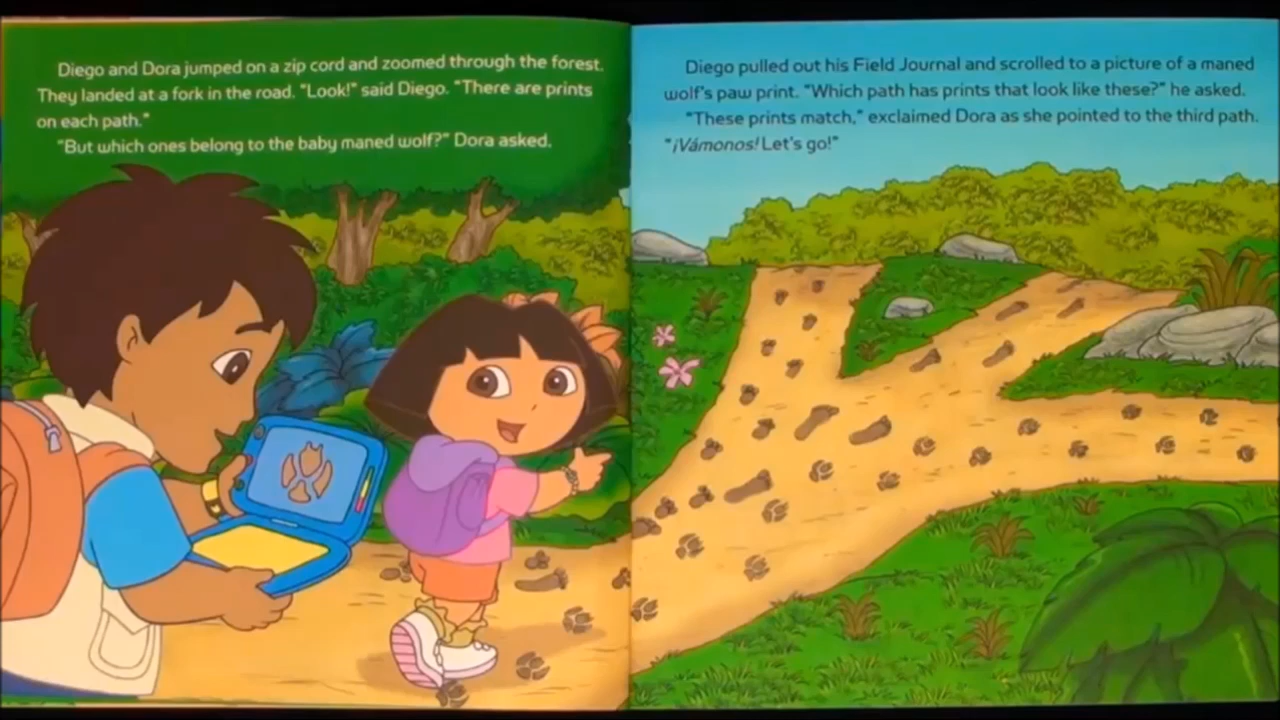 Diego and Dora jumped on a zip cord and zoomed through the forest.
They landed at a fork in the road. "Look!" said Diego. "There are prints
on each path."
"But which ones belong to the baby maned wolf?" Dora asked.
Diego pulled out his Field Journal and scrolled to a picture of a maned
wolf's paw print. "Which path has prints that look like these?" he asked.
"These prints match," exclaimed Dora as she pointed to the third path.
"¡Vámonos! Let's go!"